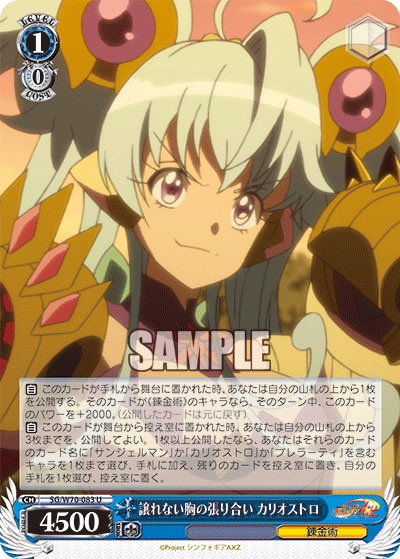 LEVEL
1
0
COST
SAMPLE
自 このカードが手札から舞台に置かれた時、あなたは自分の山札の上から1枚
を公開する。そのカードが《錬金術》のキャラなら、そのターン中、このカード
のパワーを+2000。(公開したカードは元に戻す)
自 このカードが舞台から控え室に置かれた時、あなたは自分の山札の上から
3枚までを、公開してよい。1枚以上公開したなら、あなたはそれらのカード
のカード名に「サンジェルマン」か「カリオストロ」か「プレラーティ」を含む
キャラを1枚まで選び、手札に加え、残りのカードを控え室に置き、自分の
手札を1枚選び、控え室に置く。
CH SG/W70-083 U
4500
譲れない胸の張り合い カリオストロ
錬金術
©Project シンフォギアAXZ